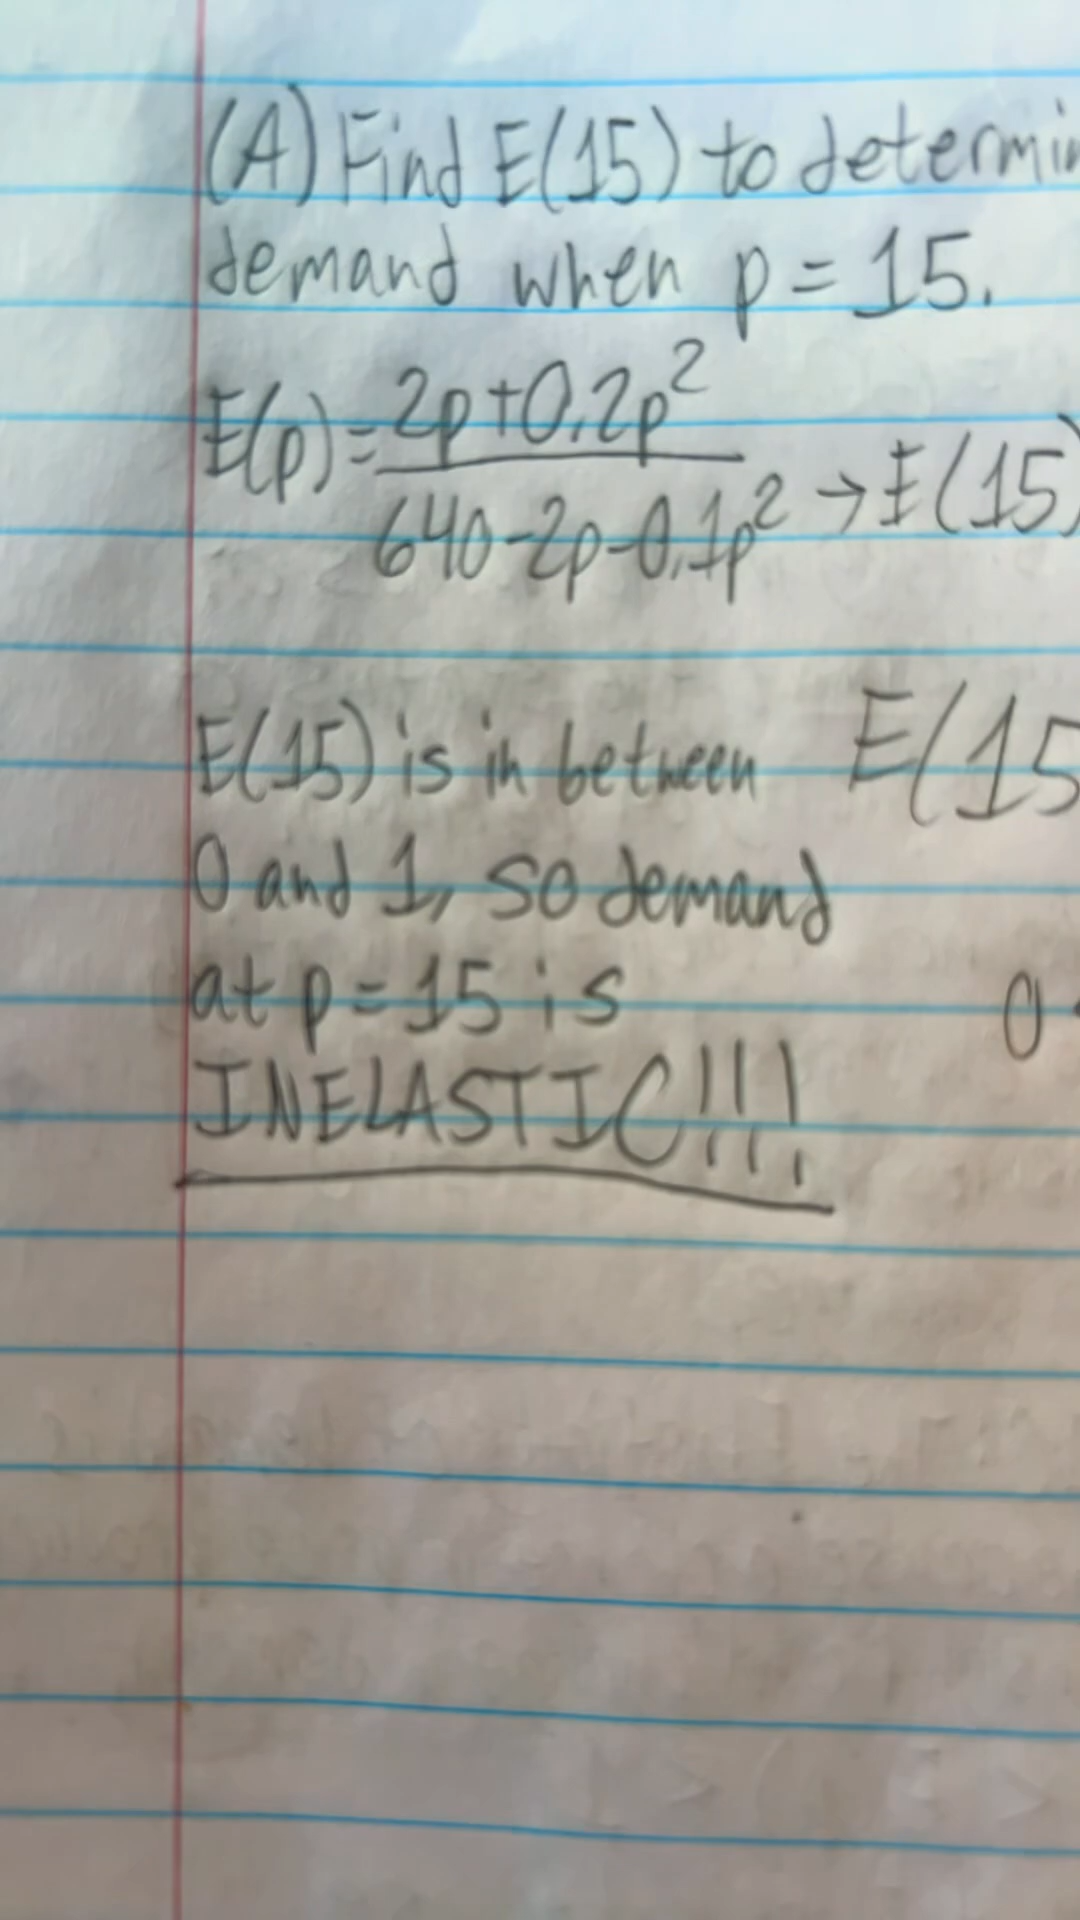 (A) Find E(15) to determin
demand when p = 15.
E(p) = 2p+0.2p² / 640-2p-0.1p² → E(15)
E(15) is in between E(15
0 and 1, so demand
at p = 15 is 0
INELASTIC!!!